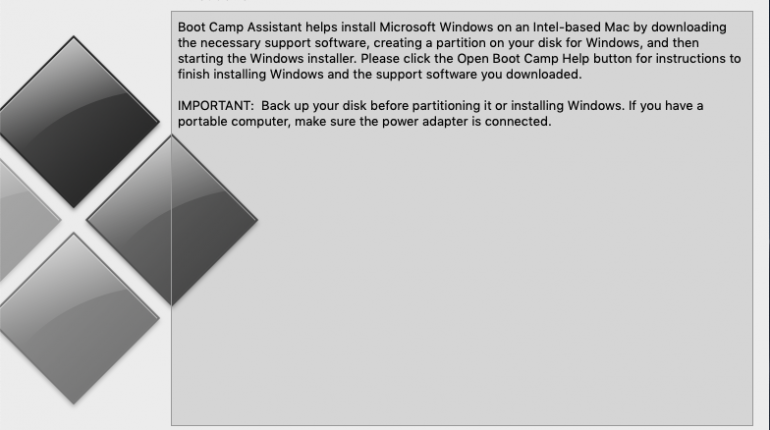 Boot Camp Assistant helps install Microsoft Windows on an Intel-based Mac by downloading
the necessary support software, creating a partition on your disk for Windows, and then
starting the Windows installer. Please click the Open Boot Camp Help button for instructions to
finish installing Windows and the support software you downloaded.
IMPORTANT:  Back up your disk before partitioning it or installing Windows. If you have a
portable computer, make sure the power adapter is connected.